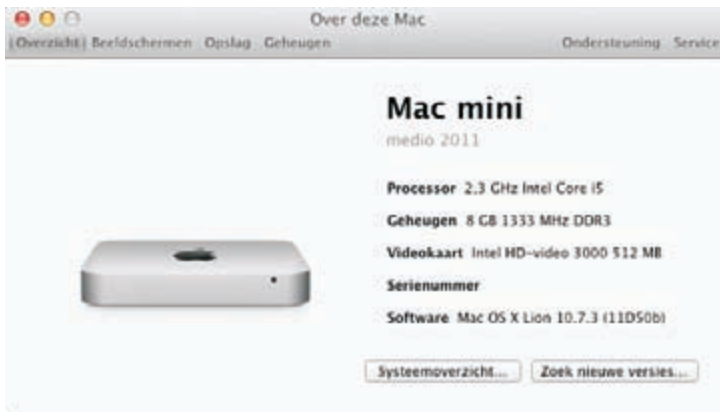 Over deze Mac
Overzicht Beeldschermen Opslag Geheugen Ondersteuning Service
Mac mini
medio 2011
Processor 2,3 GHz Intel Core i5
Geheugen 8 GB 1333 MHz DDR3
Videokaart Intel HD-video 3000 512 MB
Serienummer
Software Mac OS X Lion 10.7.3 (11D50b)
Systeemoverzicht... Zoek nieuwe versies...